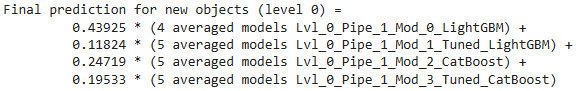 Final prediction for new objects (level 0) =
0.43925 * (4 averaged models Lvl_0_Pipe_1_Mod_0_LightGBM) +
0.11824 * (5 averaged models Lvl_0_Pipe_1_Mod_1_Tuned_LightGBM) +
0.24719 * (5 averaged models Lvl_0_Pipe_1_Mod_2_CatBoost) +
0.19533 * (5 averaged models Lvl_0_Pipe_1_Mod_3_Tuned_CatBoost)